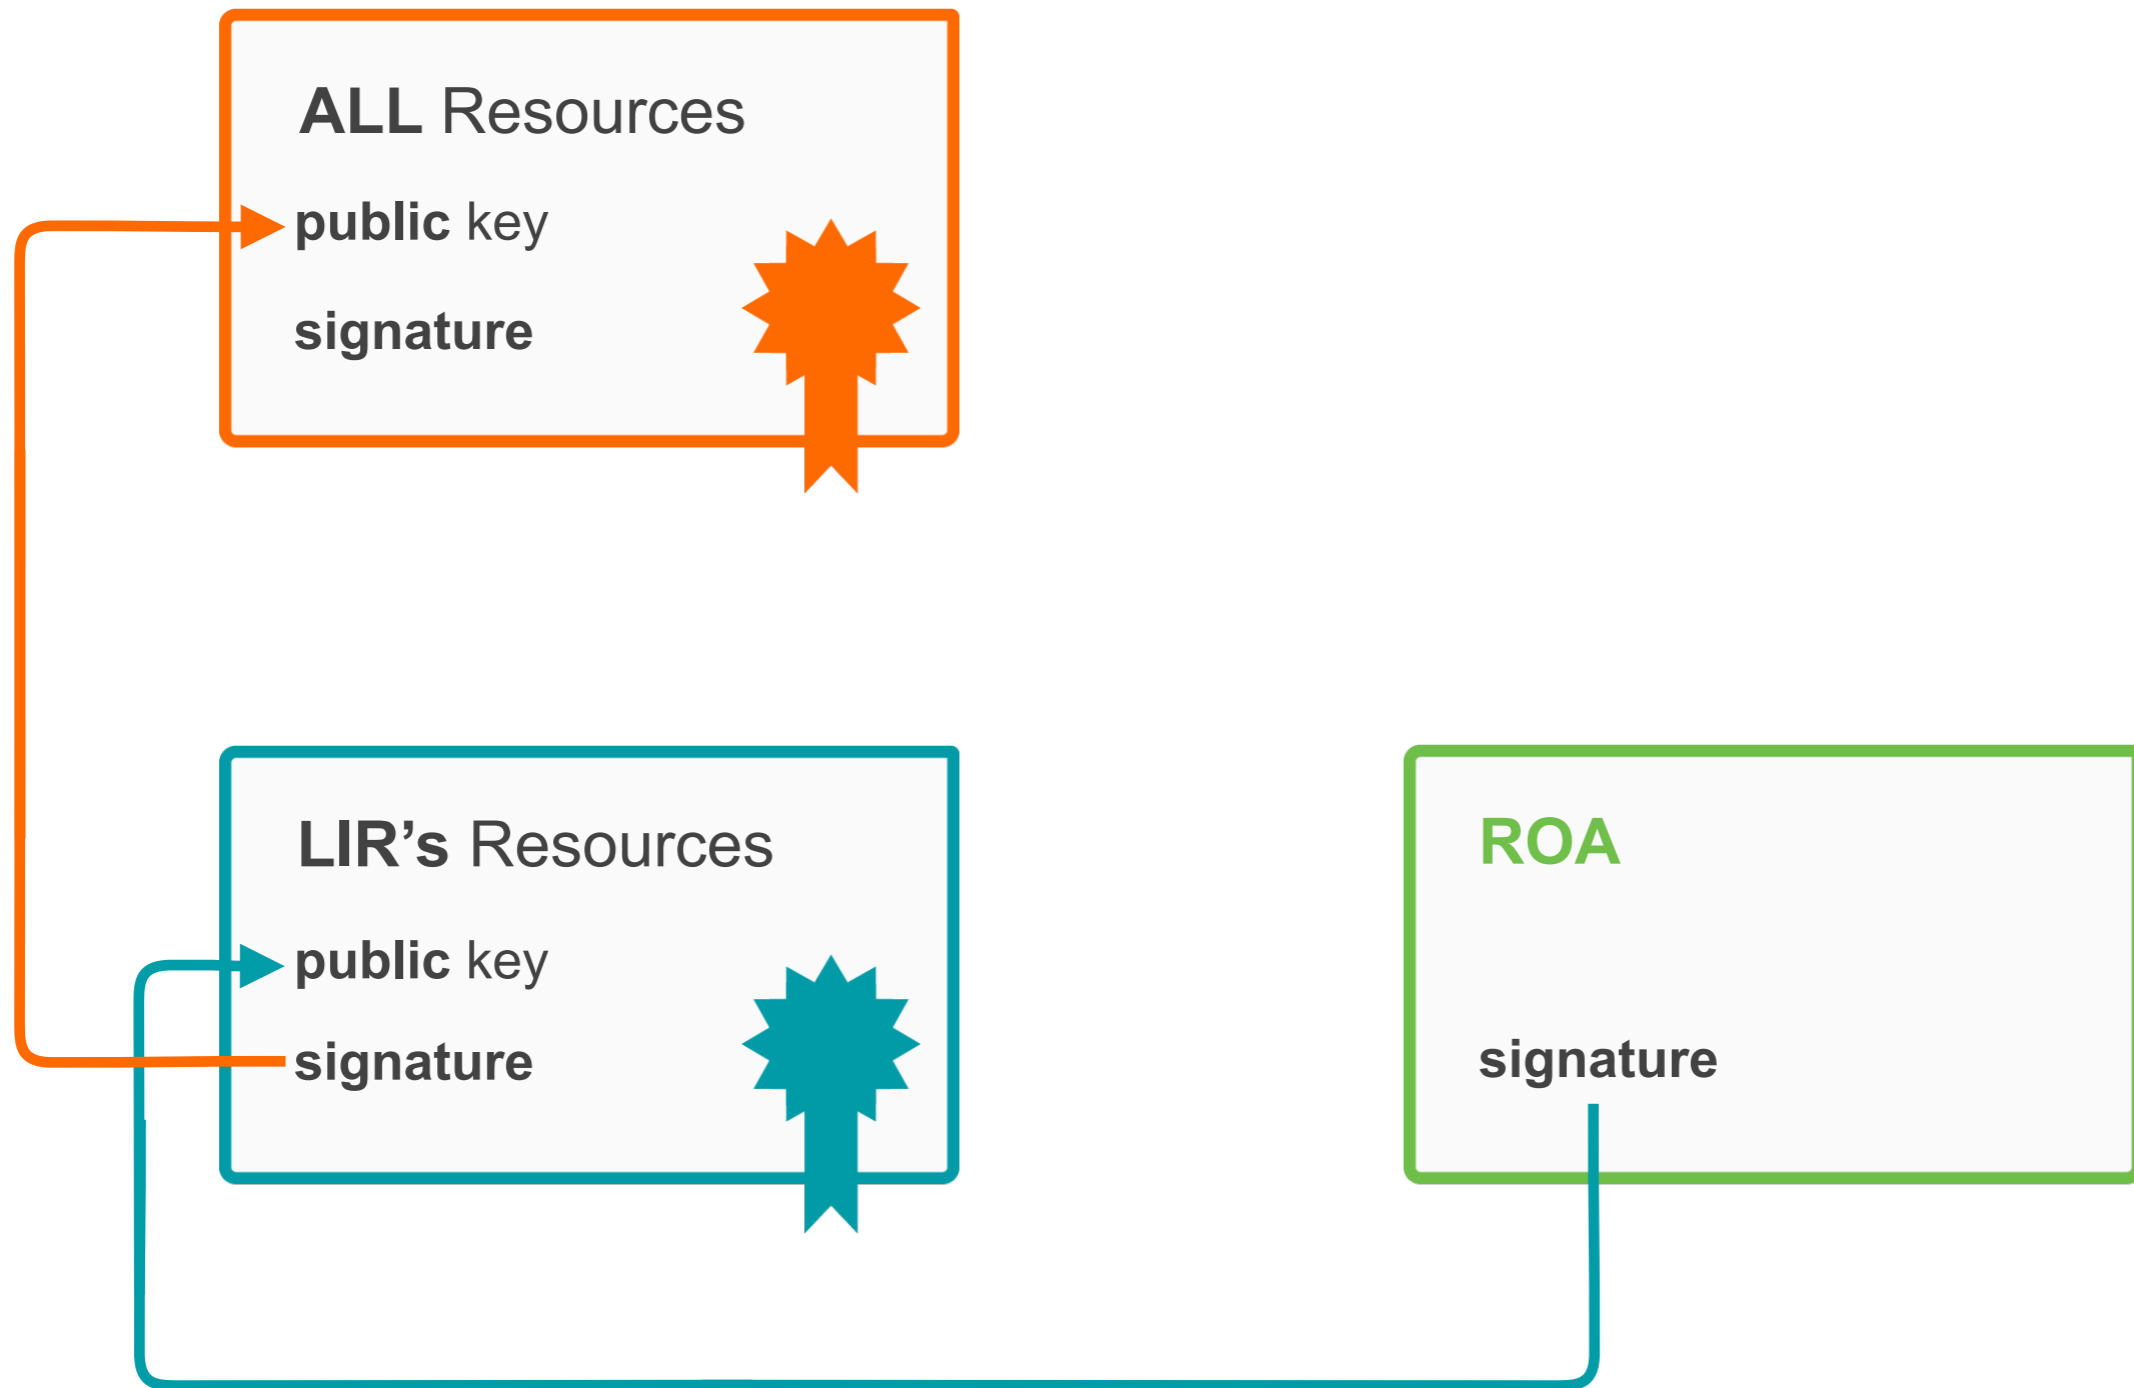 ALL Resources
public key
signature
LIR’s Resources
public key
signature
ROA
signature